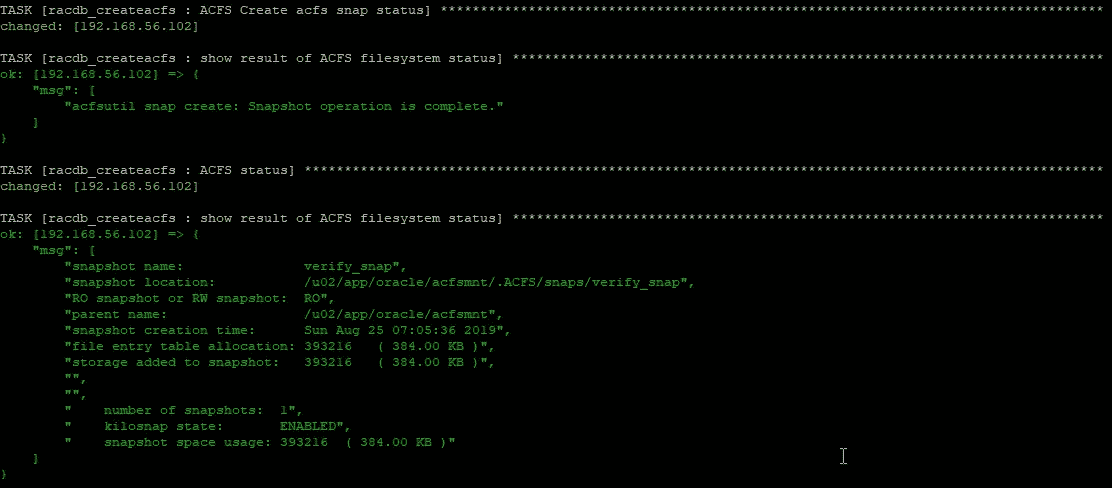 TASK [racdb_createacfs : ACFS Create acfs snap status] ***********************************************************************************
changed: [192.168.56.102]
TASK [racdb_createacfs : show result of ACFS filesystem status] **************************************************************************
ok: [192.168.56.102] => {
    "msg": [
        "acfsutil snap create: Snapshot operation is complete."
    ]
}
TASK [racdb_createacfs : ACFS status] ****************************************************************************************************
changed: [192.168.56.102]
TASK [racdb_createacfs : show result of ACFS filesystem status] **************************************************************************
ok: [192.168.56.102] => {
    "msg": [
        "snapshot name:               verify_snap",
        "snapshot location:           /u02/app/oracle/acfsmnt/.ACFS/snaps/verify_snap",
        "RO snapshot or RW snapshot:  RO",
        "parent name:                 /u02/app/oracle/acfsmnt",
        "snapshot creation time:      Sun Aug 25 07:05:36 2019",
        "file entry table allocation: 393216   ( 384.00 KB )",
        "storage added to snapshot:   393216   ( 384.00 KB )",
        "",
        "",
        "    number of snapshots:  1",
        "    kilosnap state:       ENABLED",
        "    snapshot space usage: 393216  ( 384.00 KB )"
    ]
}